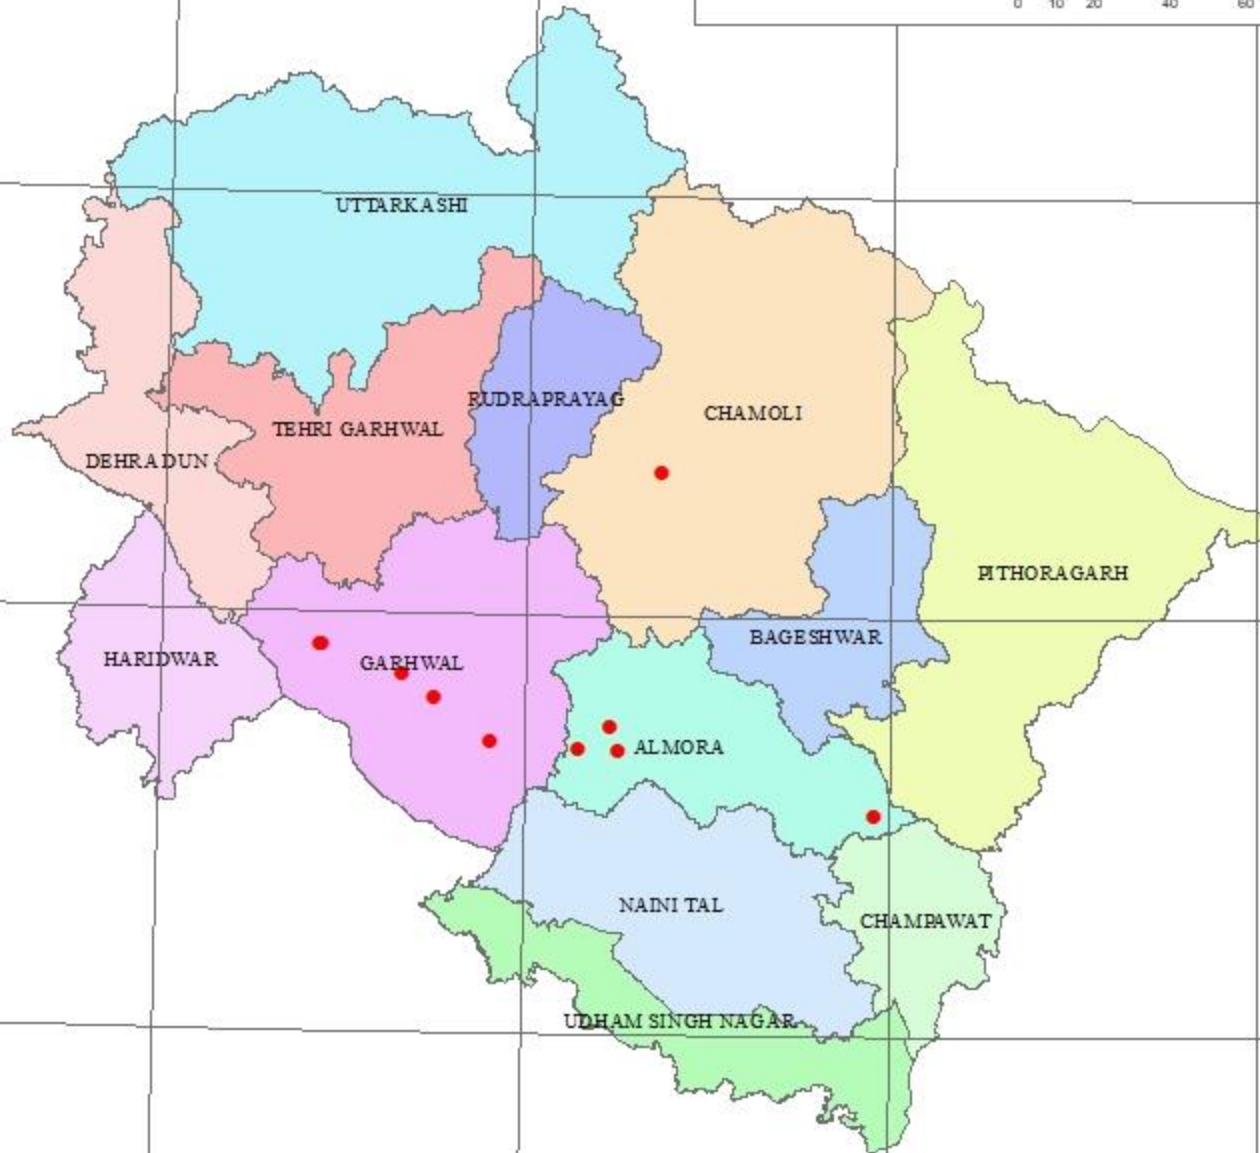 0 10 20 40 60
UTTARKASHI
RUDRAPRAYAG
CHAMOLI
TEHRI GARHWAL
DEHRADUN
PITHORAGARH
BAGESHWAR
HARIDWAR
GARHWAL
ALMORA
NAINI TAL
CHAMPAWAT
UDHAM SINGH NAGAR